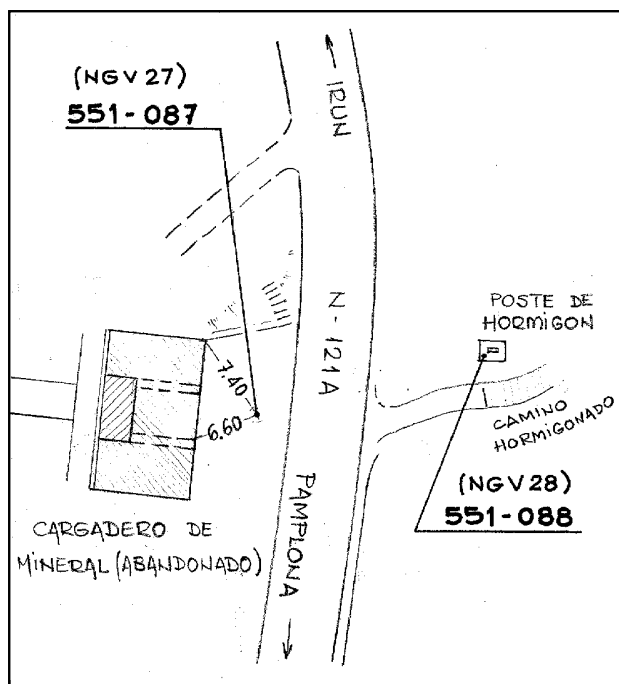 (NGV 27)
551-087
IRUN
N-121A
PAMPLONA
7.40
6.60
CARGADERO DE
MINERAL (ABANDONADO)
POSTE DE
HORMIGON
CAMINO
HORMIGONADO
(NGV28)
551-088